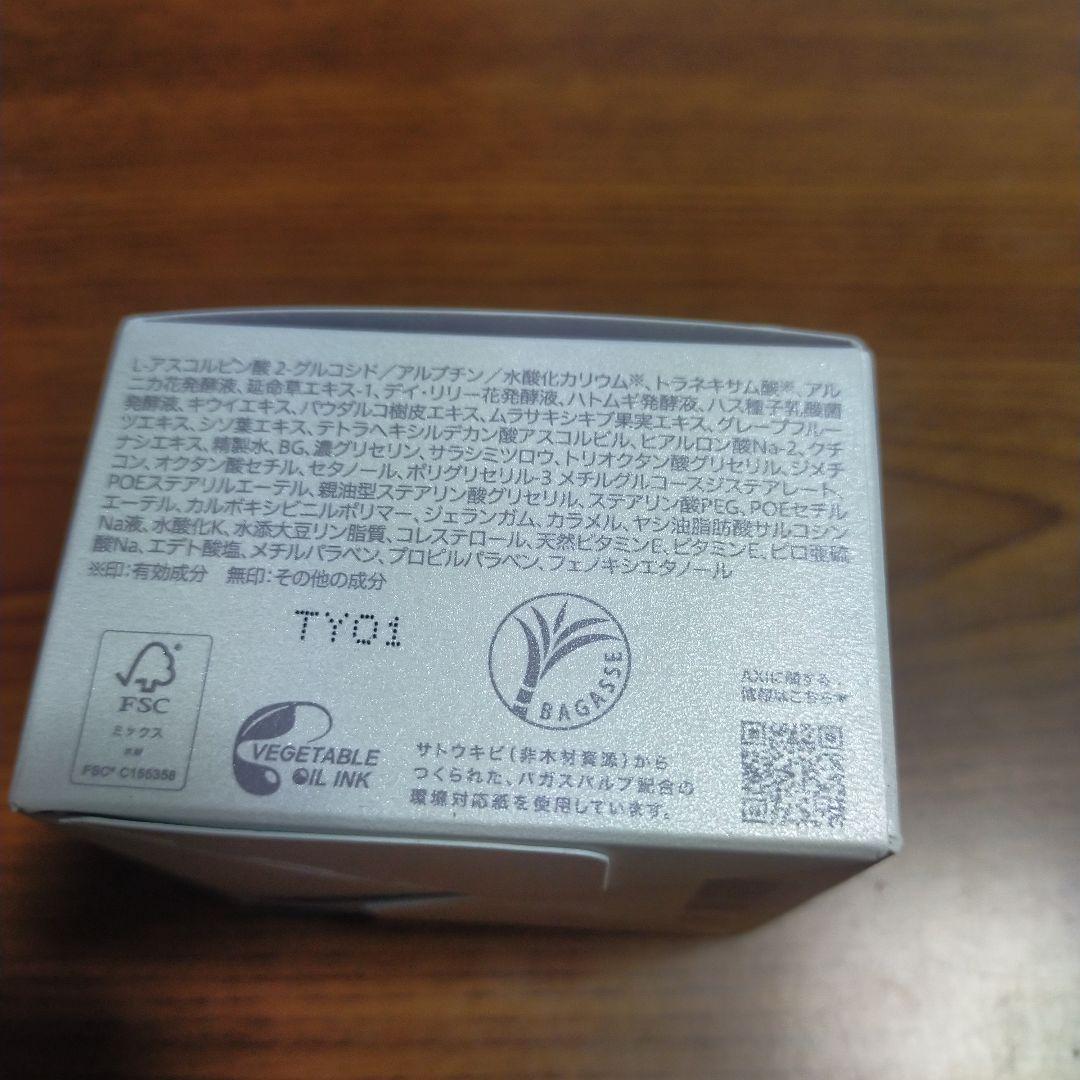 L-アスコルビン酸 2-グルコシド／アルブチン／水酸化カリウム※、トラネキサム酸※、アル
ニカ花発酵液、延命草エキス-1、デイ・リリー花発酵液、ハトムギ発酵液、ハス種子乳酸菌
発酵液、キウイエキス、パウダルコ樹皮エキス、ムラサキシキブ果実エキス、グレープフルー
ツエキス、シソ葉エキス、テトラヘキシルデカン酸アスコルビル、ヒアルロン酸Na-2、クチ
ナシエキス、精製水、BG、濃グリセリン、サラシミツロウ、トリオクタン酸グリセリル、ジメチ
コン、オクタン酸セチル、セタノール、ポリグリセリル-3 メチルグルコースジステアレート、
POEステアリルエーテル、親油型ステアリン酸グリセリル、ステアリン酸PEG、POEセチル
エーテル、カルボキシビニルポリマー、ジェランガム、カラメル、ヤシ油脂肪酸サルコシン
Na液、水酸化K、水添大豆リン脂質、コレステロール、天然ビタミンE、ビタミンE、ピロ亜硫
酸Na、エデト酸塩、メチルパラベン、プロピルパラベン、フェノキシエタノール
※印：有効成分　無印：その他の成分
TY01
FSC
ミックス
FSC® C155358
VEGETABLE
OIL INK
BAGASSE
サトウキビ（非木材資源）から
つくられた、バガスパルプ配合の
環境対応紙を使用しています。
AXIに関する
情報はこちら▼